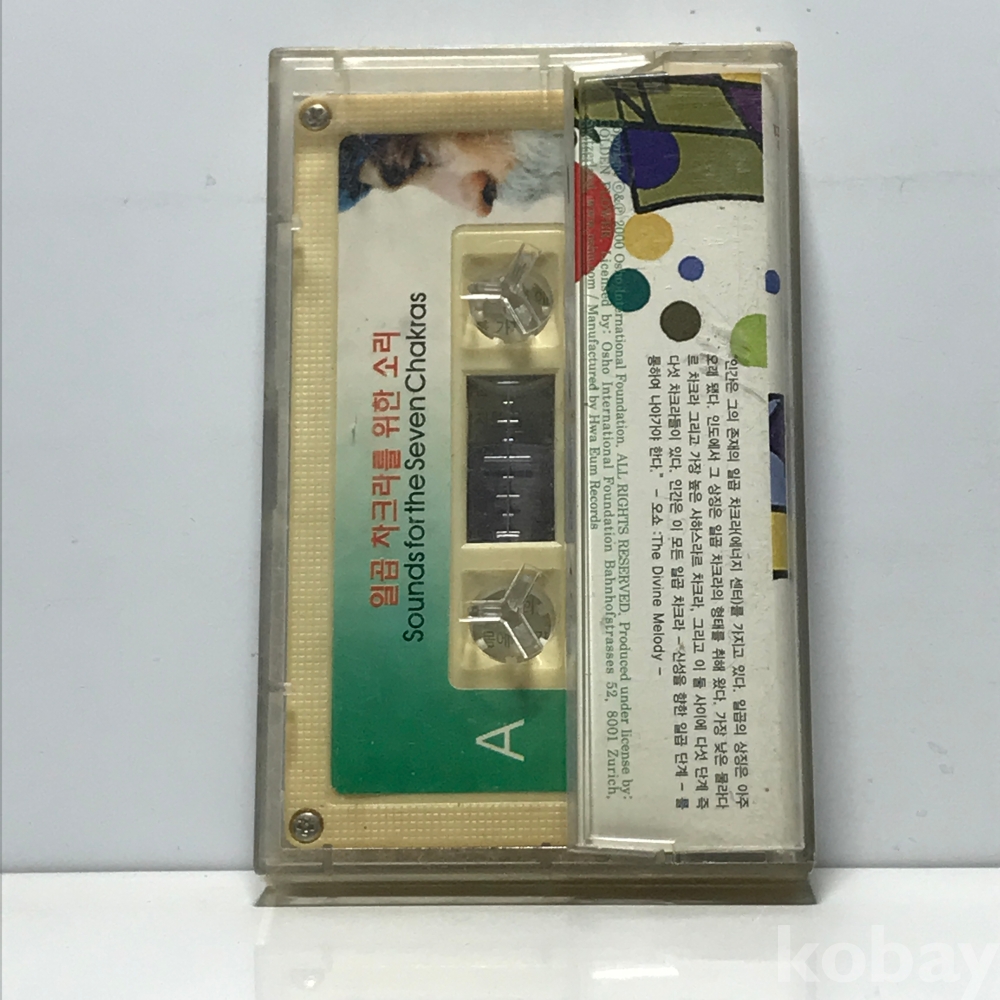 일곱 차크라를 위한 소리
Sounds for the Seven Chakras
A
"인간은 그의 존재의 일곱 차크라(에너지 센터)를 가지고 있다. 일곱의 상징은 아주
오래 됐다. 인도에서 그 상징은 일곱 차크라의 형태를 취해 왔다. 가장 낮은 물라다
르 차크라 그리고 가장 높은 사하스라르 차크라, 그리고 이 둘 사이에 다섯 단계 즉
다섯 차크라들이 있다. 인간은 이 모든 일곱 차크라 - 신성을 향한 일곱 단계 - 를
통하여 나아가야 한다." - 오쇼 :The Divine Melody -
©&℗ 2000 Osho International Foundation. ALL RIGHTS RESERVED. Produced under license by:
Licensed by: Osho International Foundation Bahnhofstrasses 52, 8001 Zurich,
/ Manufactured by Hwa Eum Records
kobay